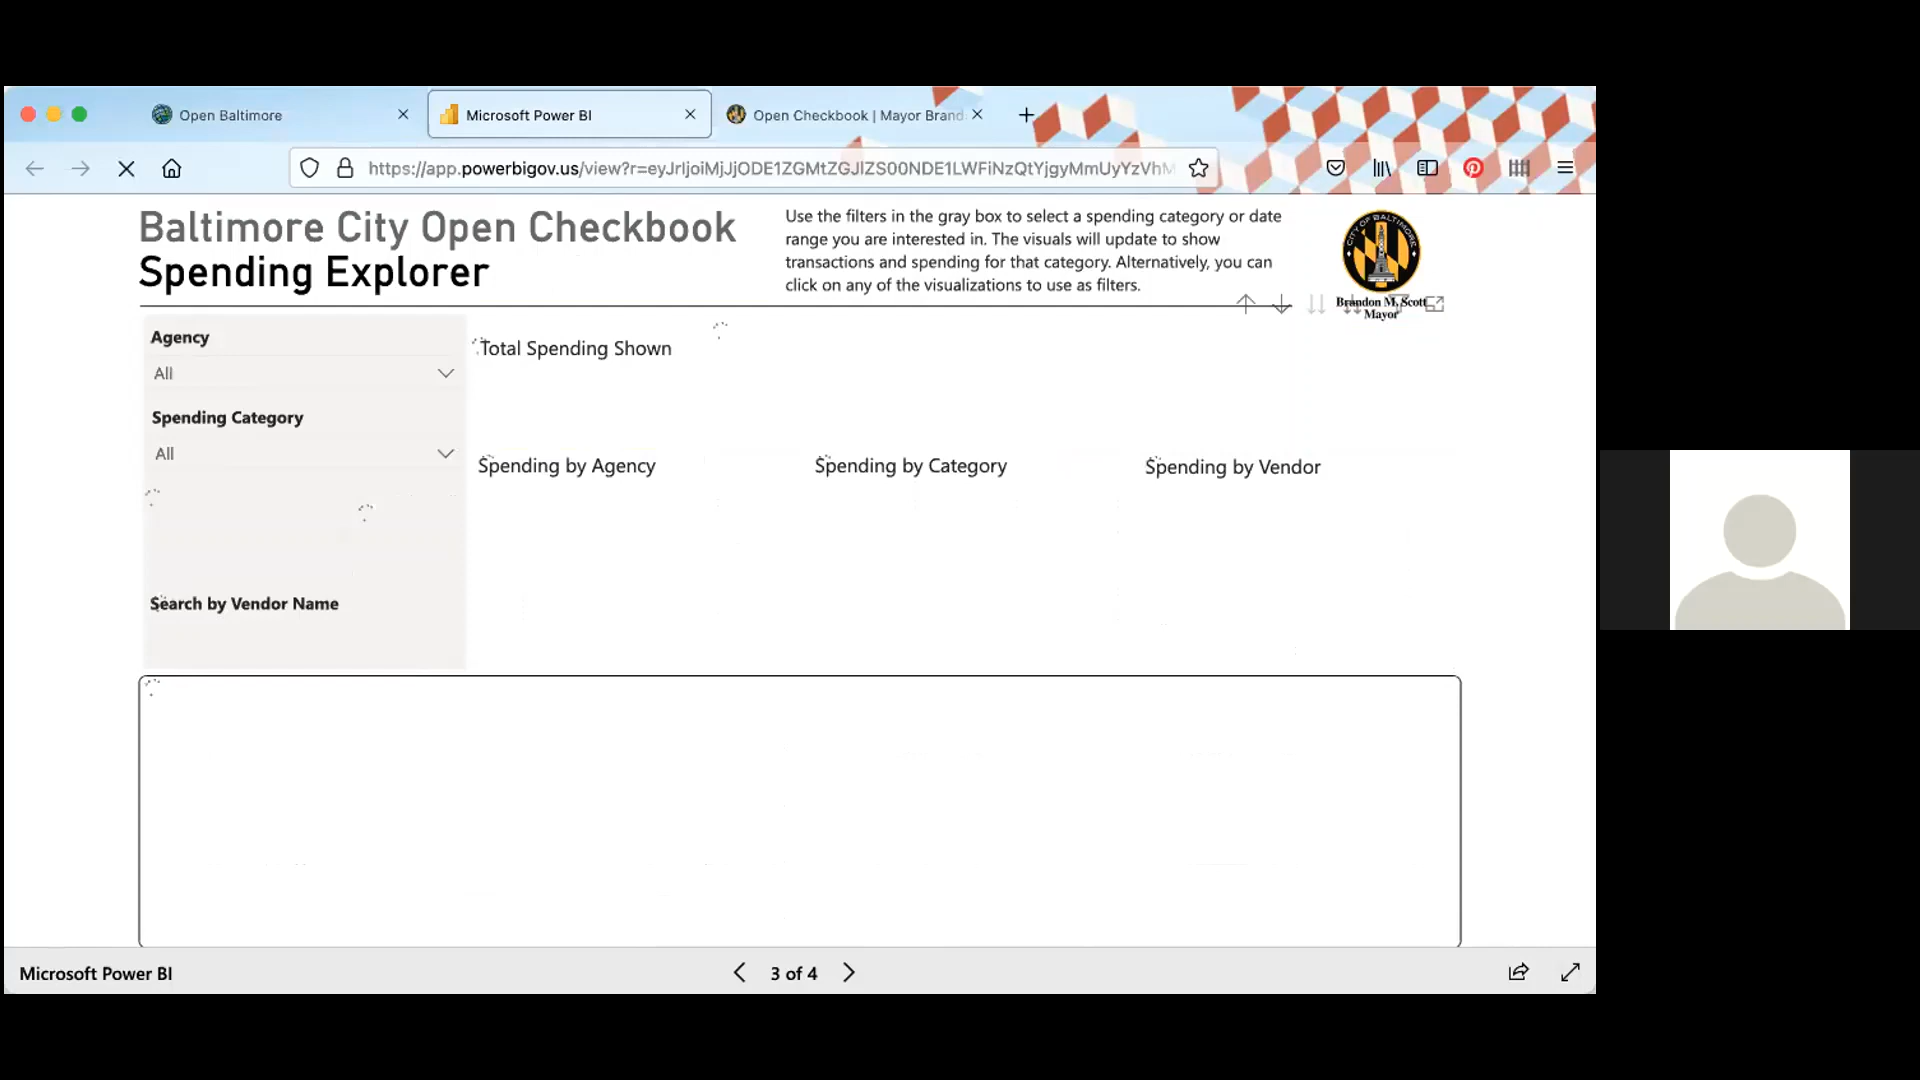 Open Baltimore
Microsoft Power BI
Open Checkbook | Mayor Brand
https://app.powerbigov.us/view?r=eyJrIjoiMjJjODE1ZGMtZGJlZS00NDE1LWFiNzQtYjgyMmUyYzVhM
Baltimore City Open Checkbook
Spending Explorer
Use the filters in the gray box to select a spending category or date
range you are interested in. The visuals will update to show
transactions and spending for that category. Alternatively, you can
click on any of the visualizations to use as filters.
CITY OF BALTIMORE
Brandon M. Scott
Mayor
Agency
All
Spending Category
All
Search by Vendor Name
Total Spending Shown
Spending by Agency
Spending by Category
Spending by Vendor
Microsoft Power BI
3 of 4